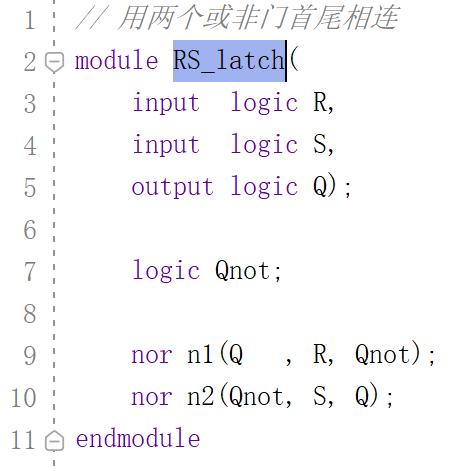 1 // 用两个或非门首尾相连
2 module RS_latch(
3 input  logic R,
4 input  logic S,
5 output logic Q);
6
7 logic Qnot;
8
9 nor n1(Q   , R, Qnot);
10 nor n2(Qnot, S, Q);
11 endmodule